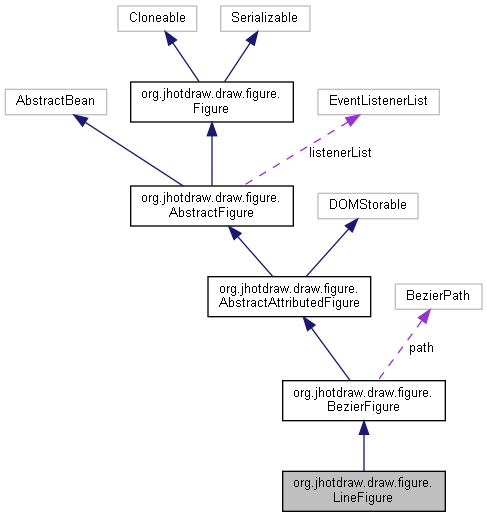 Cloneable
Serializable
org.jhotdraw.draw.figure.
Figure
AbstractBean
EventListenerList
listenerList
org.jhotdraw.draw.figure.
AbstractFigure
DOMStorable
org.jhotdraw.draw.figure.
AbstractAttributedFigure
BezierPath
path
org.jhotdraw.draw.figure.
BezierFigure
org.jhotdraw.draw.figure.
LineFigure